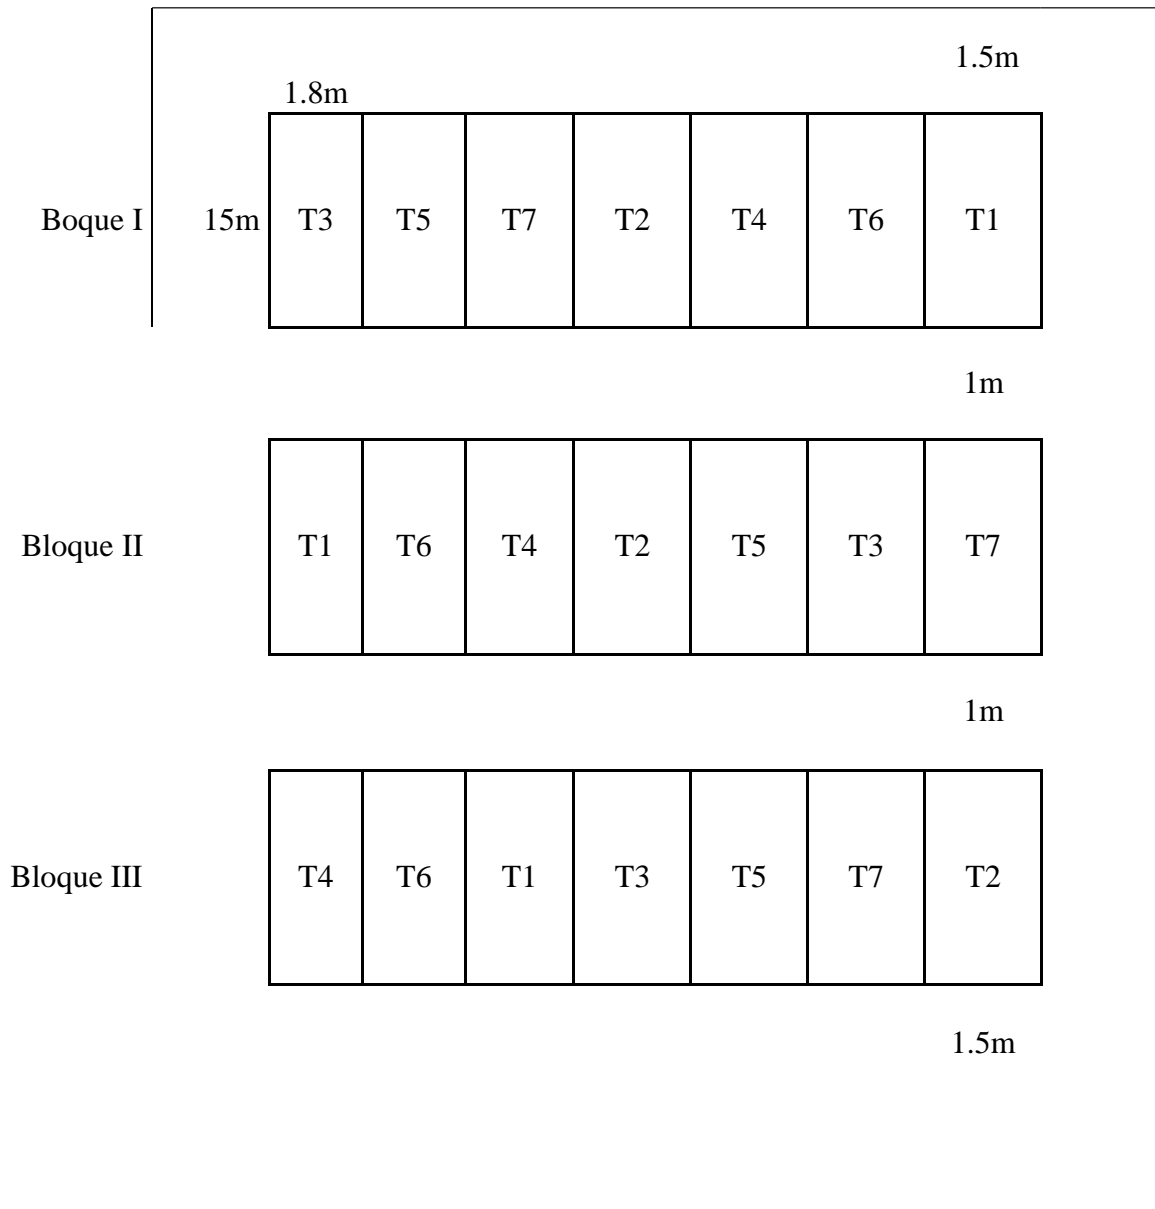 1.5m
1.8m
Boque I 15m T3 T5 T7 T2 T4 T6 T1
1m
Bloque II T1 T6 T4 T2 T5 T3 T7
1m
Bloque III T4 T6 T1 T3 T5 T7 T2
1.5m